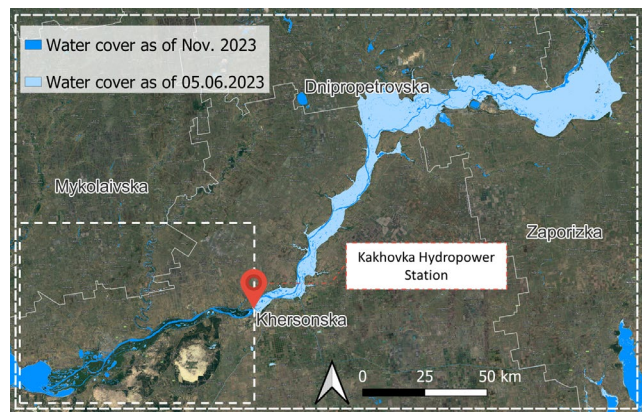 Water cover as of Nov. 2023
Water cover as of 05.06.2023
Dnipropetrovska
Mykolaivska
Zaporizka
Kakhovka Hydropower
Station
Khersonska
0 25 50 km